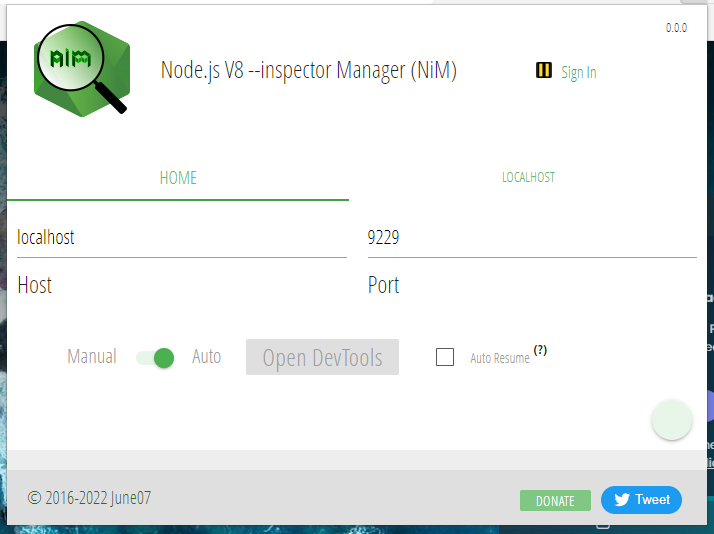 0.0.0
NiM
Node.js V8 --inspector Manager (NiM)
Sign In
HOME
LOCALHOST
localhost
9229
Host
Port
Manual
Auto
Open DevTools
Auto Resume (?)
© 2016-2022 June07
DONATE
Tweet